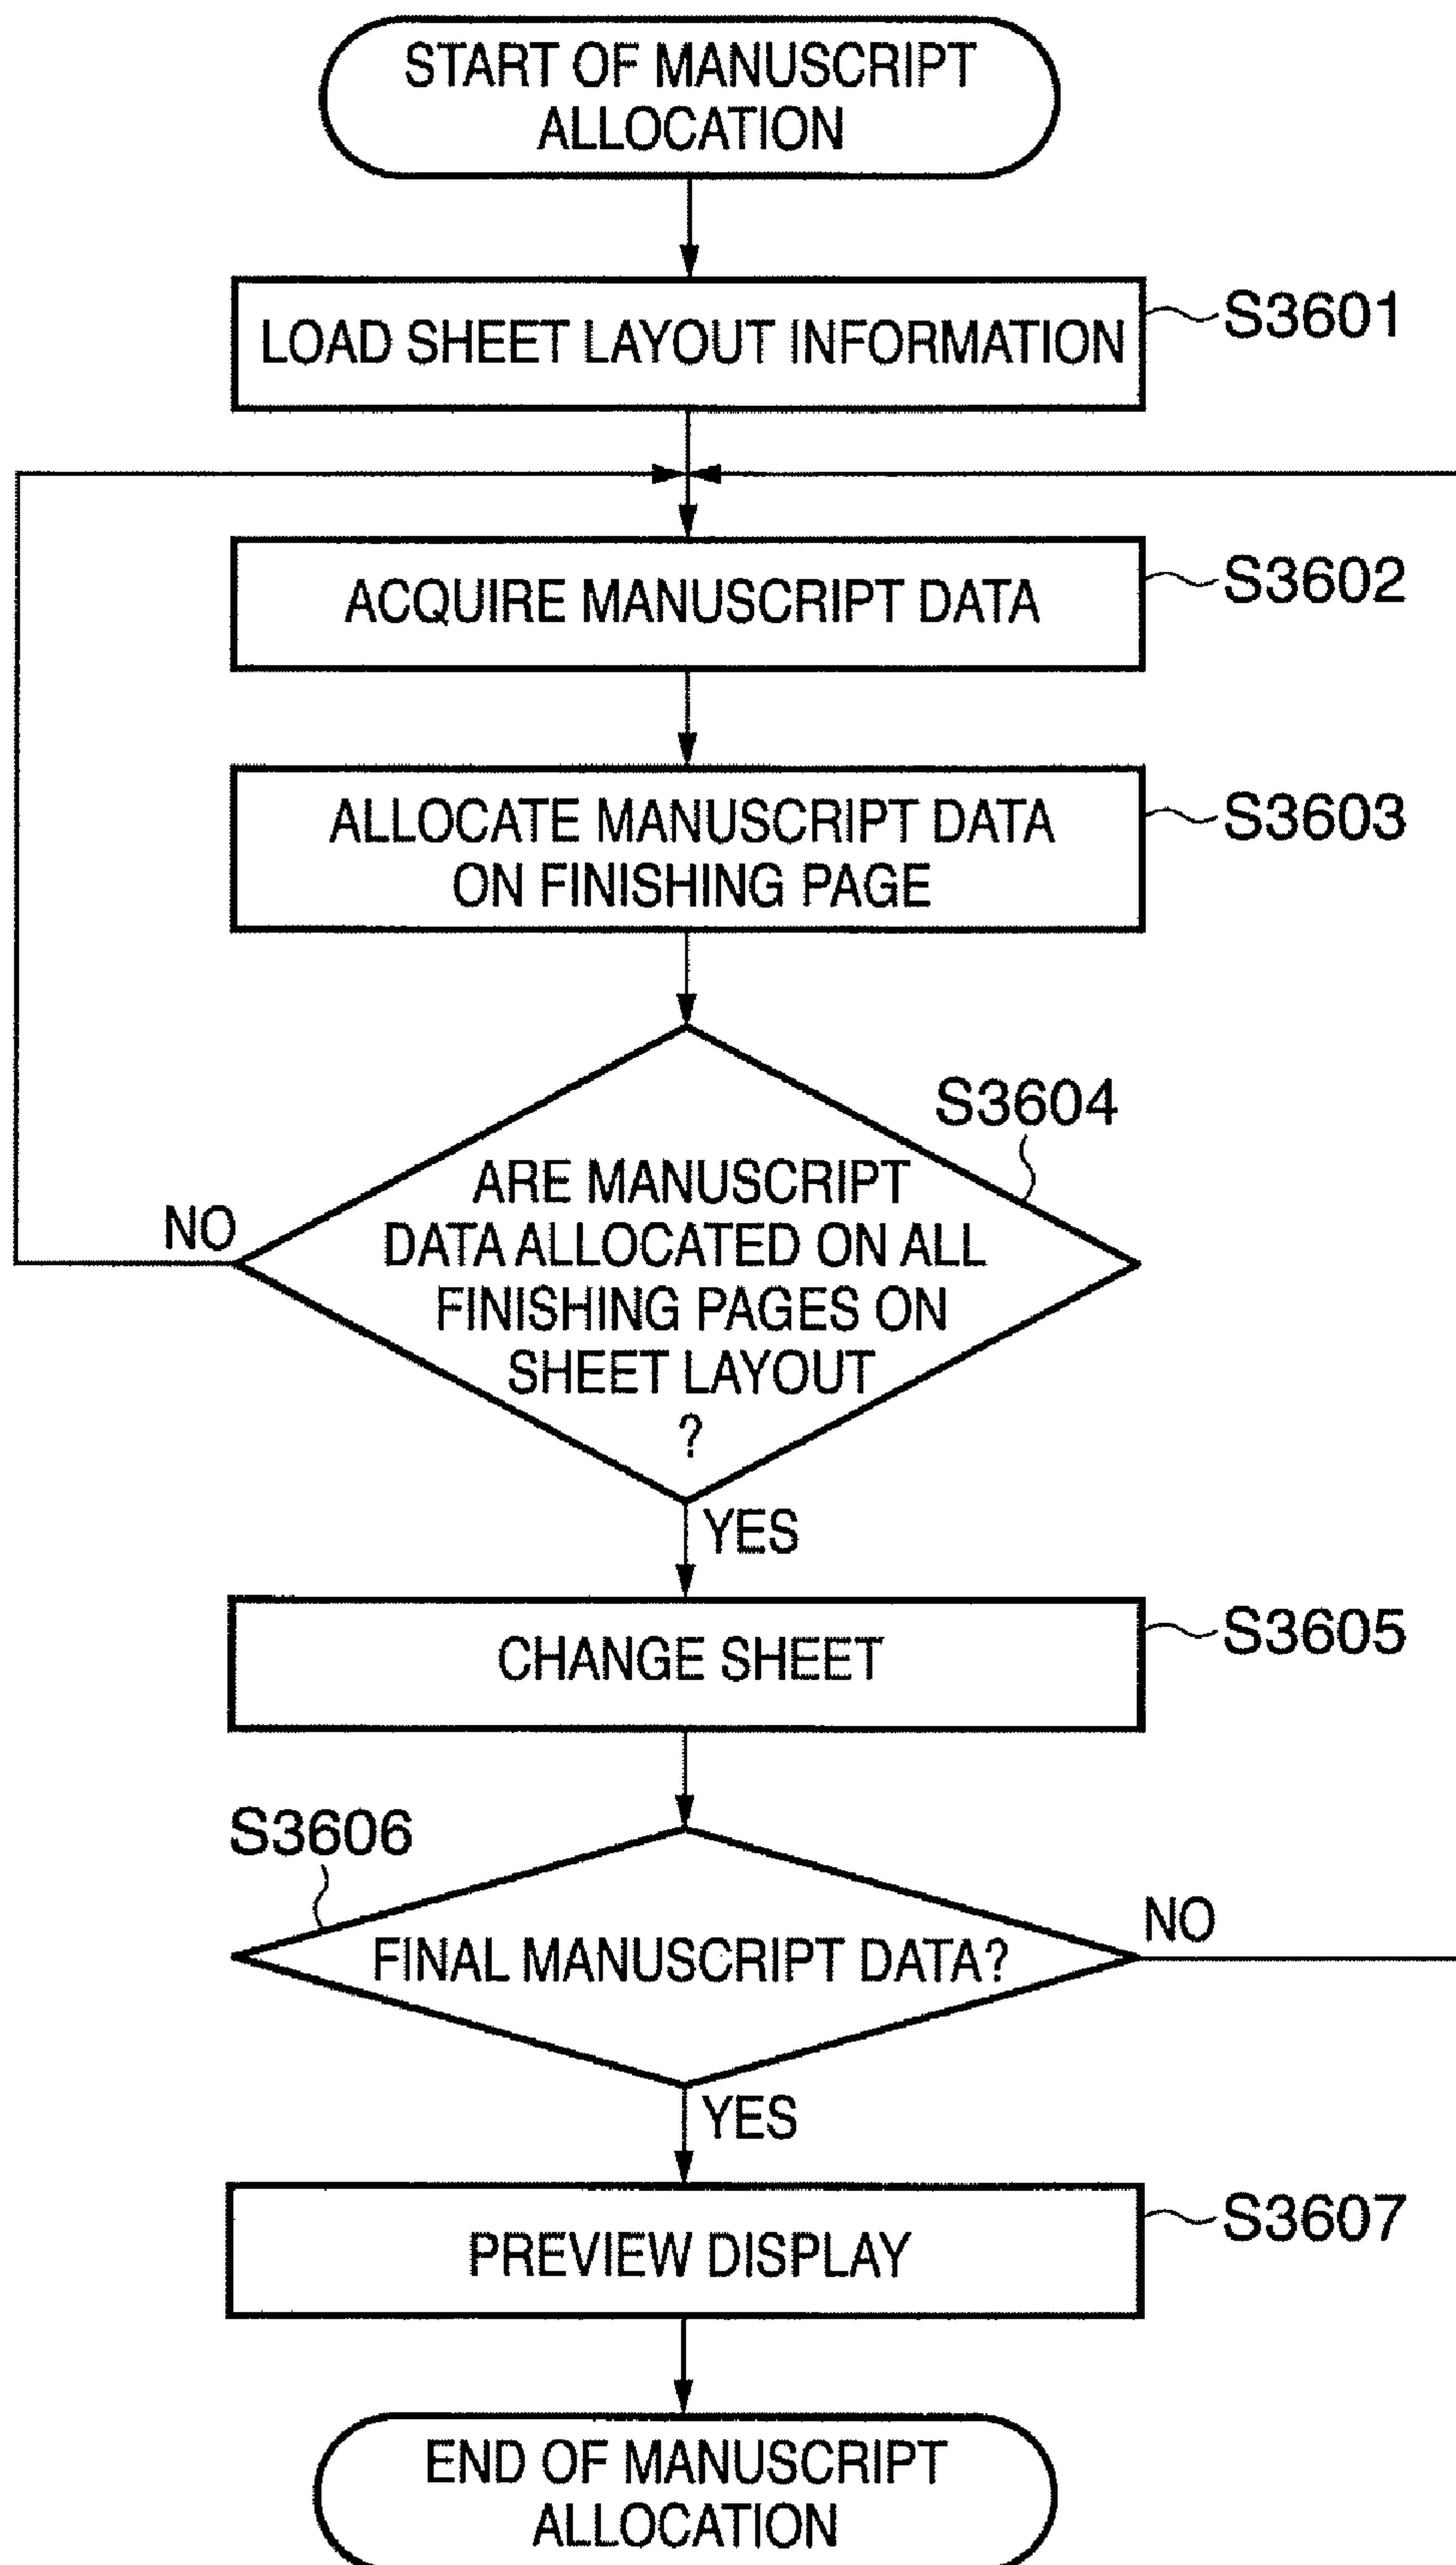 START OF MANUSCRIPT
ALLOCATION
LOAD SHEET LAYOUT INFORMATION
S3601
ACQUIRE MANUSCRIPT DATA
S3602
ALLOCATE MANUSCRIPT DATA
ON FINISHING PAGE
S3603
S3604
ARE MANUSCRIPT
DATA ALLOCATED ON ALL
FINISHING PAGES ON
SHEET LAYOUT
?
NO
YES
CHANGE SHEET
S3605
S3606
FINAL MANUSCRIPT DATA?
NO
YES
PREVIEW DISPLAY
S3607
END OF MANUSCRIPT
ALLOCATION